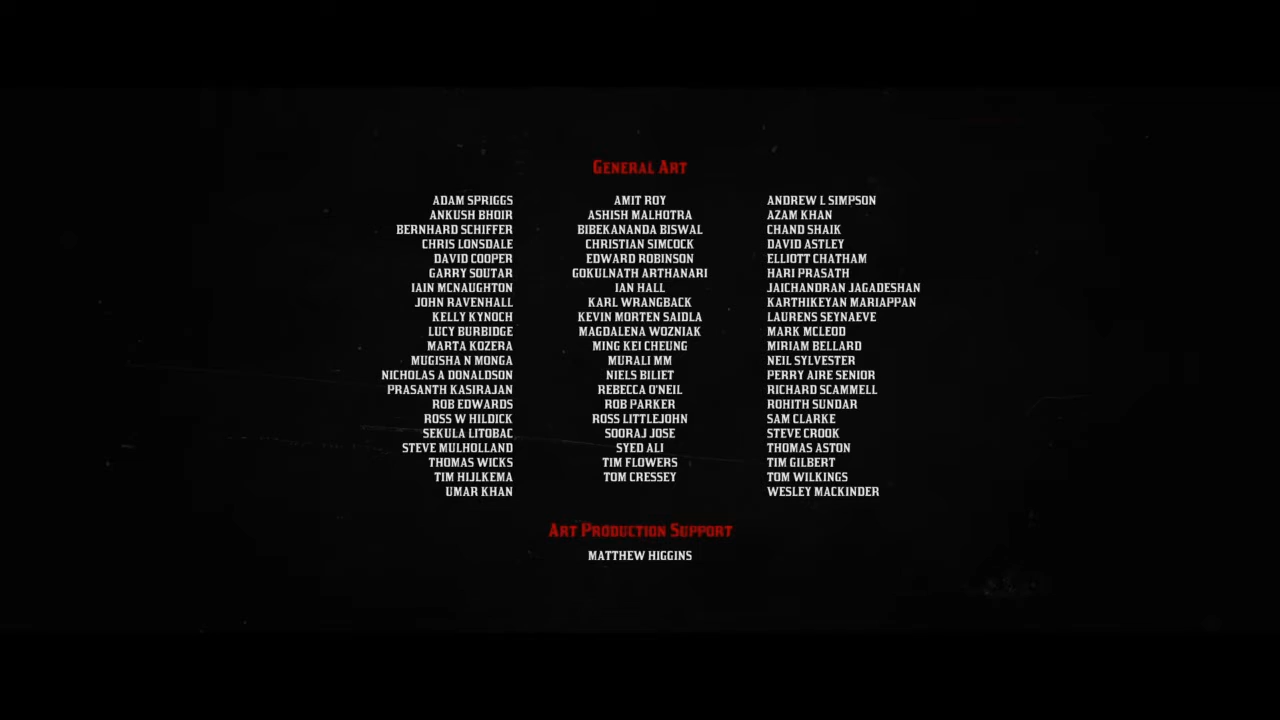 GENERAL ART
ADAM SPRIGGS AMIT ROY ANDREW L SIMPSON
ANKUSH BHOIR ASHISH MALHOTRA AZAM KHAN
BERNHARD SCHIFFER BIBEKANANDA BISWAL CHAND SHAIK
CHRIS LONSDALE CHRISTIAN SIMCOCK DAVID ASTLEY
DAVID COOPER EDWARD ROBINSON ELLIOTT CHATHAM
GARRY SOUTAR GOKULNATH ARTHANARI HARI PRASATH
IAIN MCNAUGHTON IAN HALL JAICHANDRAN JAGADESHAN
JOHN RAVENHALL KARL WRANGBACK KARTHIKEYAN MARIAPPAN
KELLY KYNOCH KEVIN MORTEN SAIDLA LAURENS SEYNAEVE
LUCY BURBIDGE MAGDALENA WOZNIAK MARK MCLEOD
MARTA KOZERA MING KEI CHEUNG MIRIAM BELLARD
MUGISHA N MONGA MURALI MM NEIL SYLVESTER
NICHOLAS A DONALDSON NIELS BILIET PERRY AIRE SENIOR
PRASANTH KASIRAJAN REBECCA O'NEIL RICHARD SCAMMELL
ROB EDWARDS ROB PARKER ROHITH SUNDAR
ROSS W HILDICK ROSS LITTLEJOHN SAM CLARKE
SEKULA LITOBAC SOORAJ JOSE STEVE CROOK
STEVE MULHOLLAND SYED ALI THOMAS ASTON
THOMAS WICKS TIM FLOWERS TIM GILBERT
TIM HIJLKEMA TOM CRESSEY TOM WILKINGS
UMAR KHAN WESLEY MACKINDER
ART PRODUCTION SUPPORT
MATTHEW HIGGINS